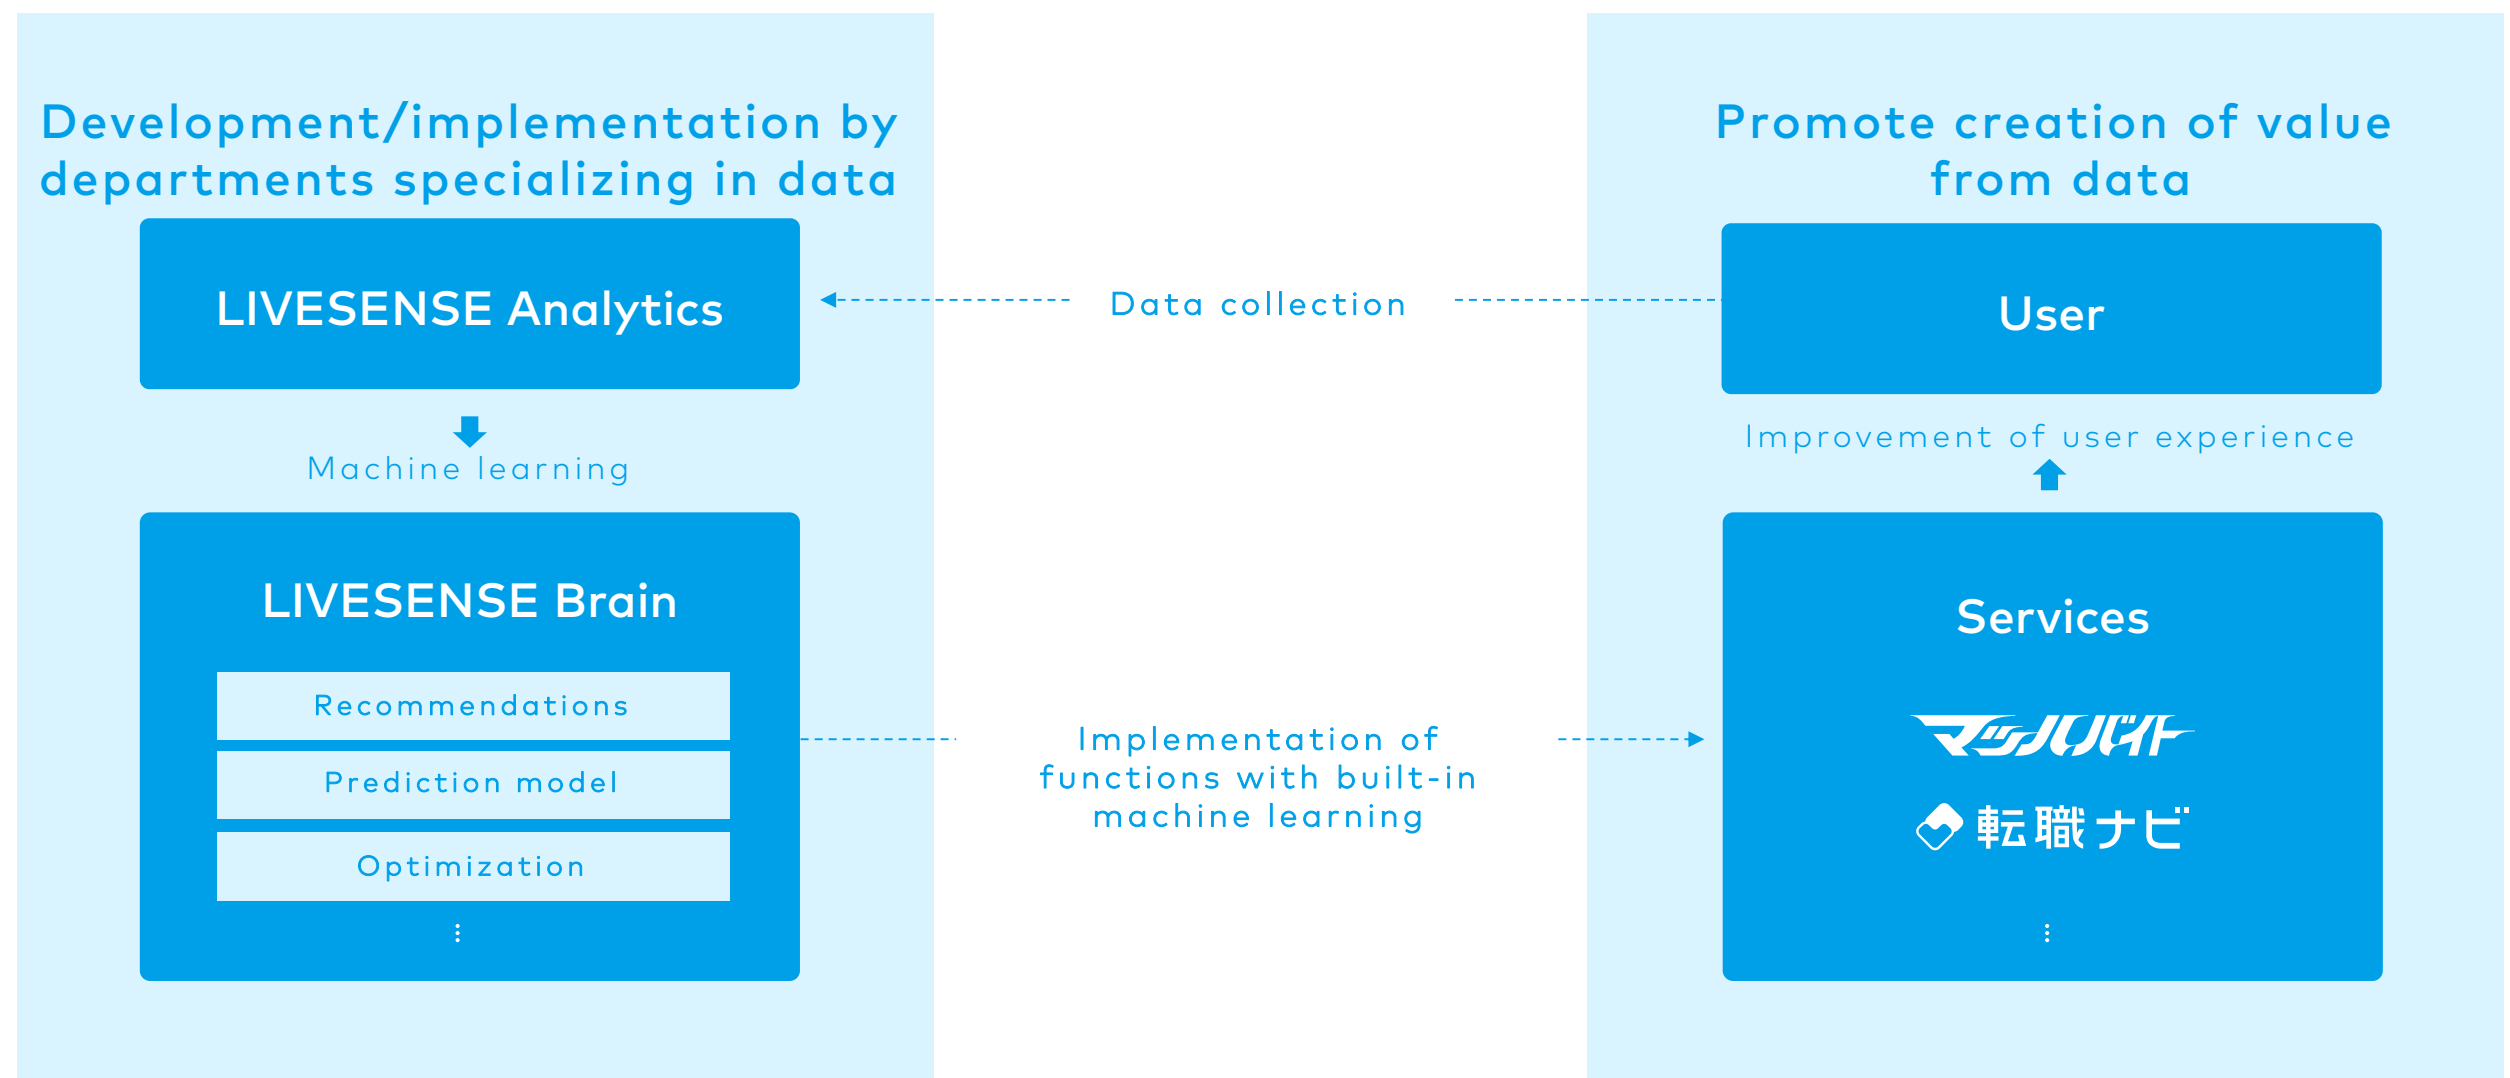 Development/implementation by
departments specializing in data
LIVESENSE Analytics
Machine learning
LIVESENSE Brain
Recommendations
Prediction model
Optimization
Data collection
Implementation of
functions with built-in
machine learning
Promote creation of value
from data
User
Improvement of user experience
Services
マッハバイト
転職ナビ